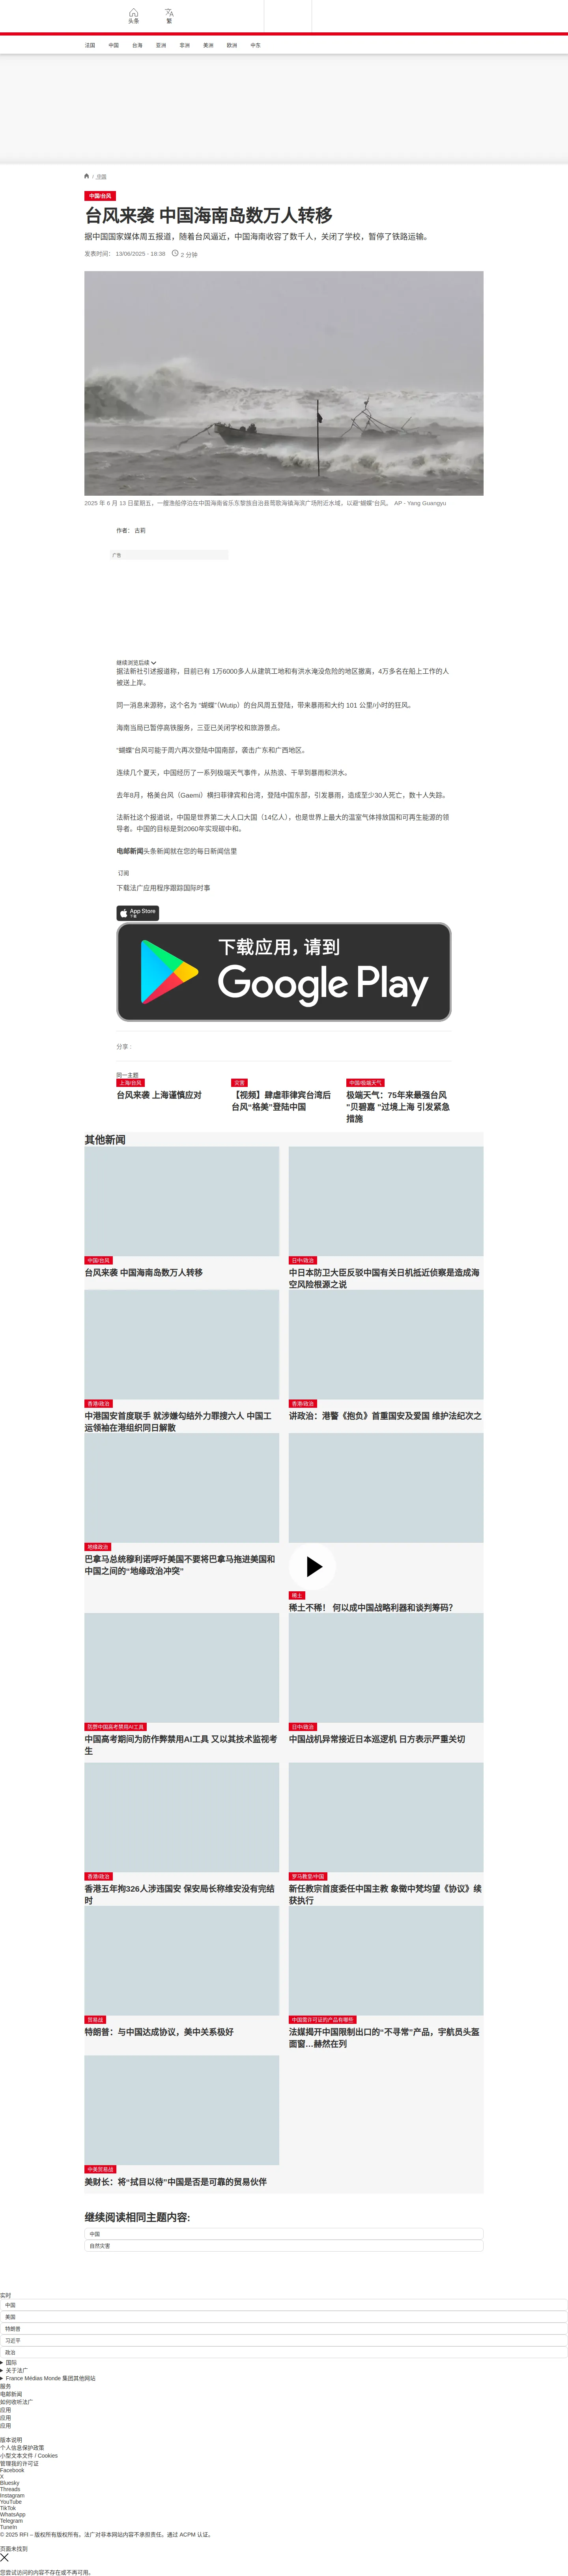 头条
繁
法国
中国
台海
亚洲
非洲
美洲
欧洲
中东
/ 中国
中国/台风
台风来袭 中国海南岛数万人转移
据中国国家媒体周五报道，随着台风逼近，中国海南收容了数千人，关闭了学校，暂停了铁路运输。
发表时间： 13/06/2025 - 18:38
2 分钟
2025 年 6 月 13 日星期五，一艘渔船停泊在中国海南省乐东黎族自治县莺歌海镇海滨广场附近水域，以避“蝴蝶”台风。 AP - Yang Guangyu
作者： 古莉
广告
继续浏览后续
据法新社引述报道称，目前已有 1万6000多人从建筑工地和有洪水淹没危险的地区撤离，4万多名在船上工作的人
被送上岸。
同一消息来源称，这个名为 “蝴蝶”（Wutip）的台风周五登陆，带来暴雨和大约 101 公里/小时的狂风。
海南当局已暂停高铁服务，三亚已关闭学校和旅游景点。
“蝴蝶”台风可能于周六再次登陆中国南部，袭击广东和广西地区。
连续几个夏天，中国经历了一系列极端天气事件，从热浪、干旱到暴雨和洪水。
去年8月，格美台风（Gaemi）横扫菲律宾和台湾，登陆中国东部，引发暴雨，造成至少30人死亡，数十人失踪。
法新社这个报道说，中国是世界第二大人口大国（14亿人），也是世界上最大的温室气体排放国和可再生能源的领
导者。中国的目标是到2060年实现碳中和。
电邮新闻头条新闻就在您的每日新闻信里
订阅
下载法广应用程序跟踪国际时事
App Store
下载应用，请到
Google Play
分享 :
同一主题
上海/台风
台风来袭 上海谨慎应对
灾害
【视频】肆虐菲律宾台湾后
台风“格美”登陆中国
中国/极端天气
极端天气：75年来最强台风
"贝碧嘉 "过境上海 引发紧急
措施
其他新闻
中国/台风
台风来袭 中国海南岛数万人转移
日中/政治
中日本防卫大臣反驳中国有关日机抵近侦察是造成海
空风险根源之说
香港/政治
中港国安首度联手 就涉嫌勾结外力罪搜六人 中国工
运领袖在港组织同日解散
香港/政治
讲政治：港警《抱负》首重国安及爱国 维护法纪次之
地缘政治
巴拿马总统穆利诺呼吁美国不要将巴拿马拖进美国和
中国之间的“地缘政治冲突”
稀土
稀土不稀！ 何以成中国战略利器和谈判筹码？
防弊中国高考禁用AI工具
中国高考期间为防作弊禁用AI工具 又以其技术监视考
生
日中/政治
中国战机异常接近日本巡逻机 日方表示严重关切
香港/政治
香港五年拘326人涉违国安 保安局长称维安没有完结
时
罗马教皇/中国
新任教宗首度委任中国主教 象徵中梵均望《协议》续
获执行
贸易战
特朗普：与中国达成协议，美中关系极好
中国需许可证的产品有哪些
法媒揭开中国限制出口的“不寻常”产品，宇航员头盔
面窗…赫然在列
中美贸易战
美财长：将“拭目以待”中国是否是可靠的贸易伙伴
继续阅读相同主题内容:
中国
自然灾害
实时
中国
美国
特朗普
习近平
政治
国际
关于法广
France Médias Monde 集团其他网站
服务
电邮新闻
如何收听法广
应用
应用
应用
版本说明
个人信息保护政策
小型文本文件 / Cookies
管理我的许可证
Facebook
X
Bluesky
Threads
Instagram
YouTube
TikTok
WhatsApp
Telegram
TuneIn
© 2025 RFI – 版权所有版权所有。法广对非本网站内容不承担责任。通过 ACPM 认证。
页面未找到
您尝试访问的内容不存在或不再可用。